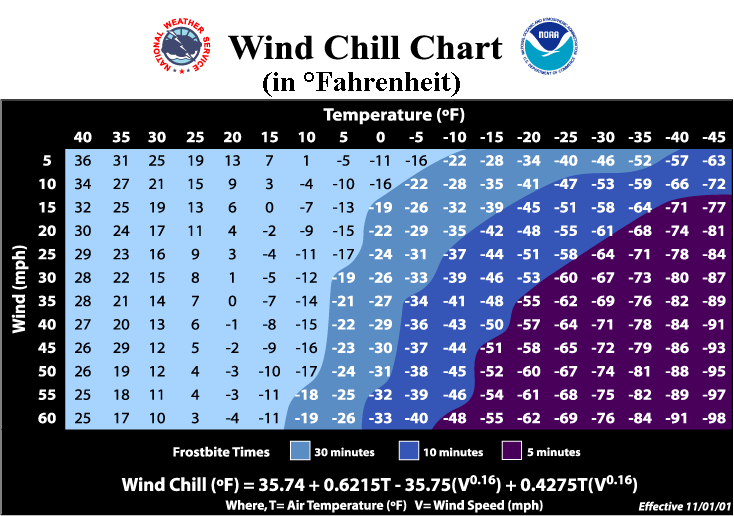 NATIONAL WEATHER SERVICE
Wind Chill Chart
NATIONAL OCEANIC AND ATMOSPHERIC ADMINISTRATION
NOAA
U.S. DEPARTMENT OF COMMERCE
(in °Fahrenheit)
Temperature (ºF)
40 35 30 25 20 15 10 5 0 -5 -10 -15 -20 -25 -30 -35 -40 -45
Wind (mph)
5 36 31 25 19 13 7 1 -5 -11 -16 -22 -28 -34 -40 -46 -52 -57 -63
10 34 27 21 15 9 3 -4 -10 -16 -22 -28 -35 -41 -47 -53 -59 -66 -72
15 32 25 19 13 6 0 -7 -13 -19 -26 -32 -39 -45 -51 -58 -64 -71 -77
20 30 24 17 11 4 -2 -9 -15 -22 -29 -35 -42 -48 -55 -61 -68 -74 -81
25 29 23 16 9 3 -4 -11 -17 -24 -31 -37 -44 -51 -58 -64 -71 -78 -84
30 28 22 15 8 1 -5 -12 -19 -26 -33 -39 -46 -53 -60 -67 -73 -80 -87
35 28 21 14 7 0 -7 -14 -21 -27 -34 -41 -48 -55 -62 -69 -76 -82 -89
40 27 20 13 6 -1 -8 -15 -22 -29 -36 -43 -50 -57 -64 -71 -78 -84 -91
45 26 29 12 5 -2 -9 -16 -23 -30 -37 -44 -51 -58 -65 -72 -79 -86 -93
50 26 19 12 4 -3 -10 -17 -24 -31 -38 -45 -52 -60 -67 -74 -81 -88 -95
55 25 18 11 4 -3 -11 -18 -25 -32 -39 -46 -54 -61 -68 -75 -82 -89 -97
60 25 17 10 3 -4 -11 -19 -26 -33 -40 -48 -55 -62 -69 -76 -84 -91 -98
Frostbite Times 30 minutes 10 minutes 5 minutes
Wind Chill (ºF) = 35.74 + 0.6215T - 35.75(V^0.16) + 0.4275T(V^0.16)
Where, T= Air Temperature (ºF) V= Wind Speed (mph)
Effective 11/01/01